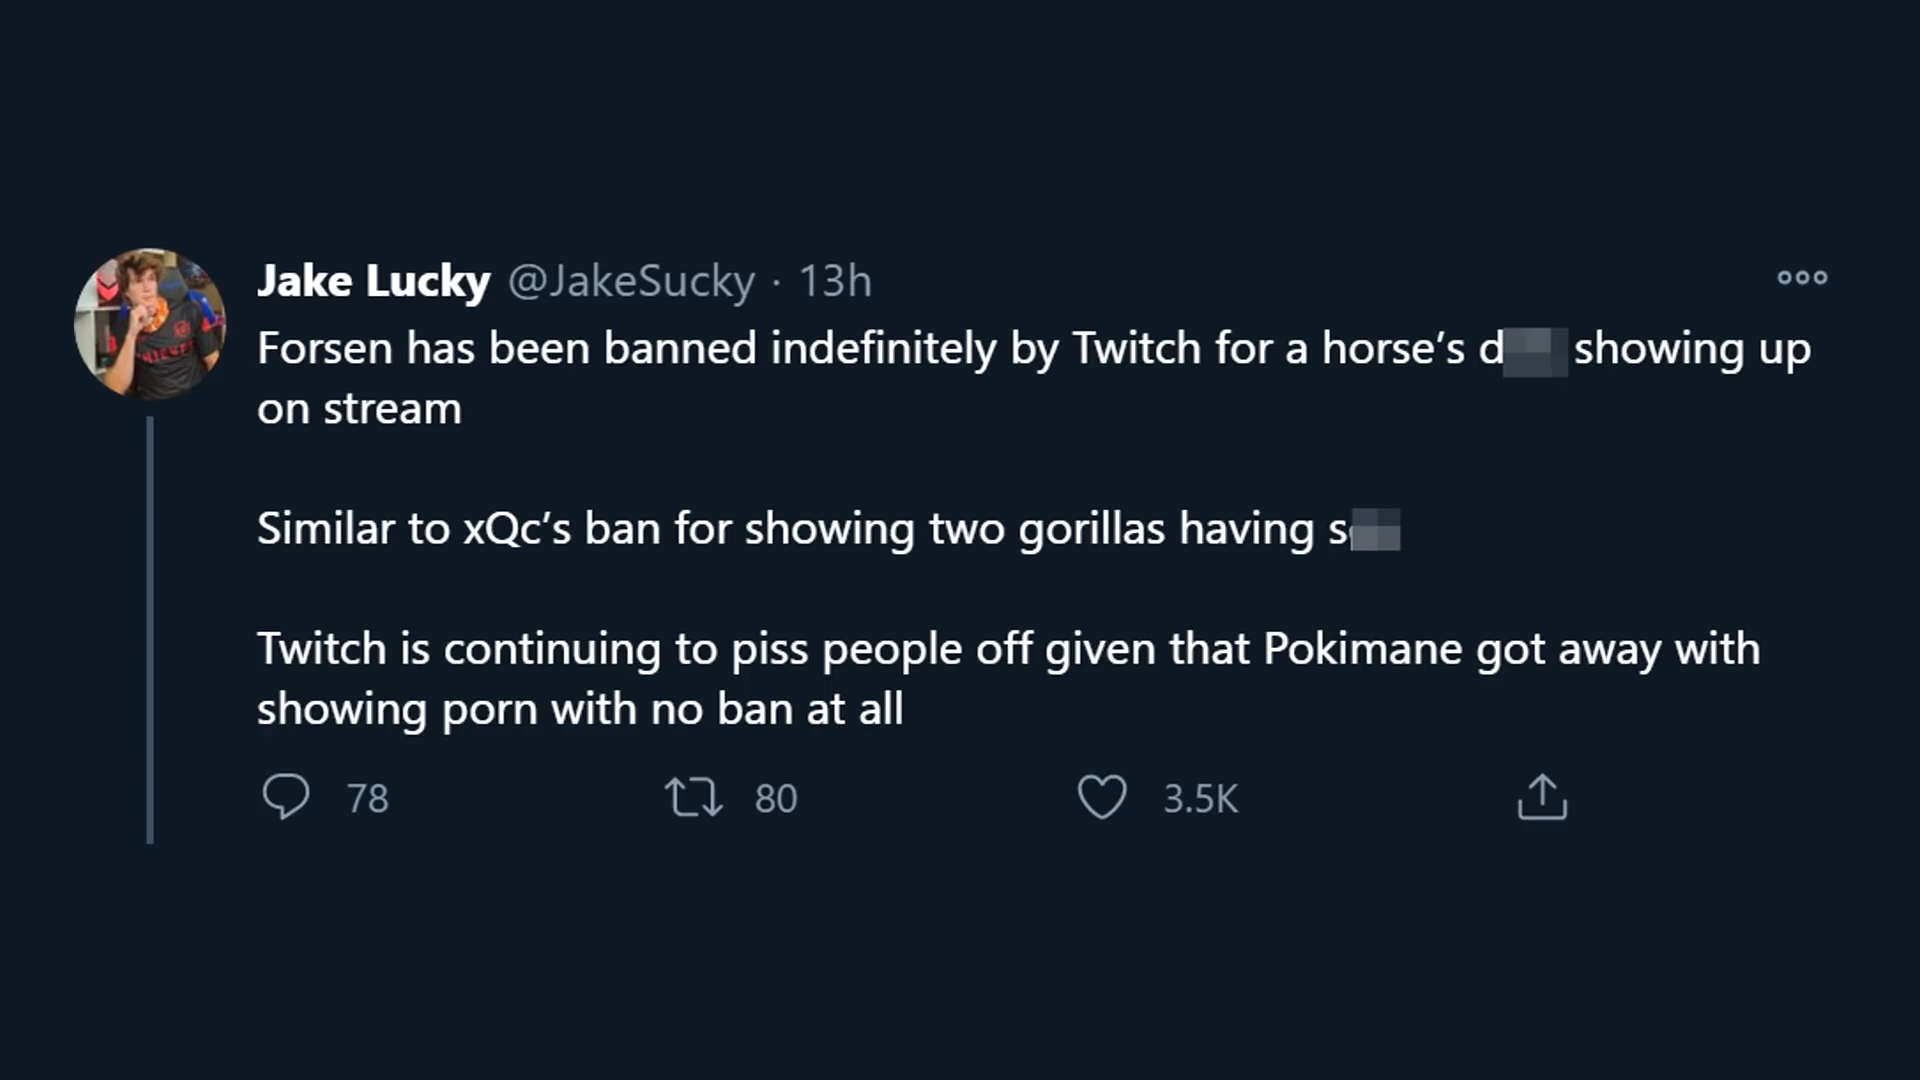 Jake Lucky @JakeSucky · 13h
Forsen has been banned indefinitely by Twitch for a horse’s d showing up
on stream
Similar to xQc’s ban for showing two gorillas having s
Twitch is continuing to piss people off given that Pokimane got away with
showing porn with no ban at all
78 80 3.5K